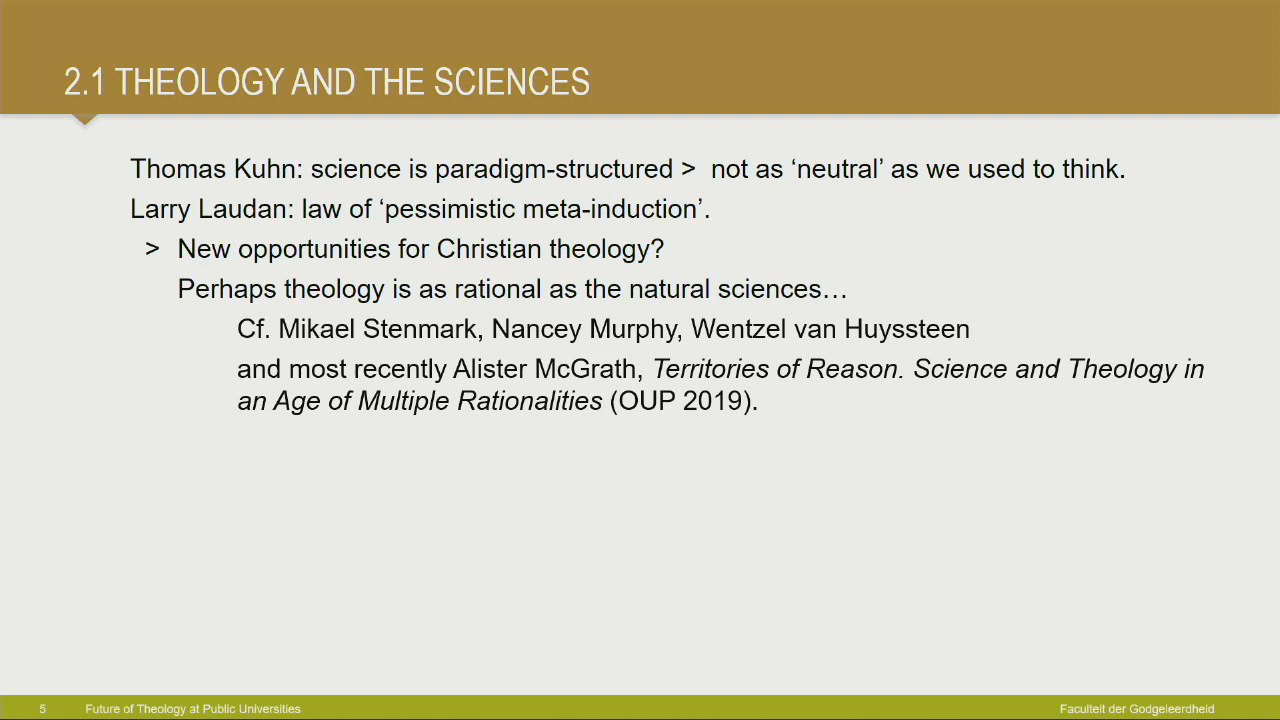 2.1 THEOLOGY AND THE SCIENCES
Thomas Kuhn: science is paradigm-structured > not as ‘neutral’ as we used to think.
Larry Laudan: law of ‘pessimistic meta-induction’.
> New opportunities for Christian theology?
Perhaps theology is as rational as the natural sciences…
Cf. Mikael Stenmark, Nancey Murphy, Wentzel van Huyssteen
and most recently Alister McGrath, Territories of Reason. Science and Theology in
an Age of Multiple Rationalities (OUP 2019).
5 Future of Theology at Public Universities Faculteit der Godgeleerdheid